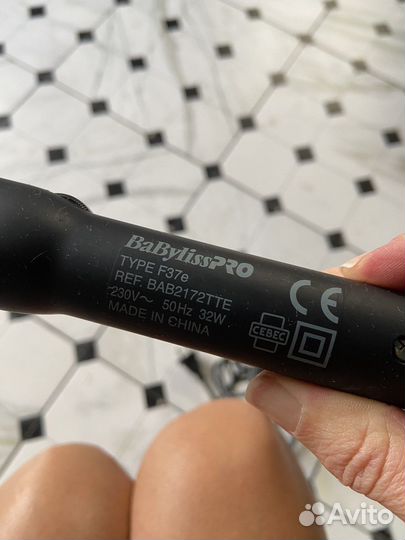 BaBylissPRO
TYPE F37e
REF. BAB2172TTE
230V~ 50Hz 32W
MADE IN CHINA
CE
CEBEC
Avito